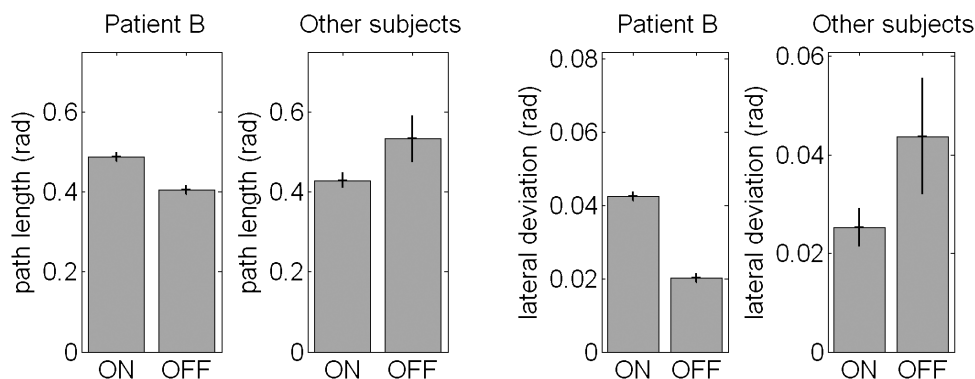 Patient B
path length (rad)
0.6
0.4
0.2
0
ON OFF
Other subjects
path length (rad)
0.6
0.4
0.2
0
ON OFF
Patient B
lateral deviation (rad)
0.08
0.06
0.04
0.02
0
ON OFF
Other subjects
lateral deviation (rad)
0.06
0.04
0.02
0
ON OFF